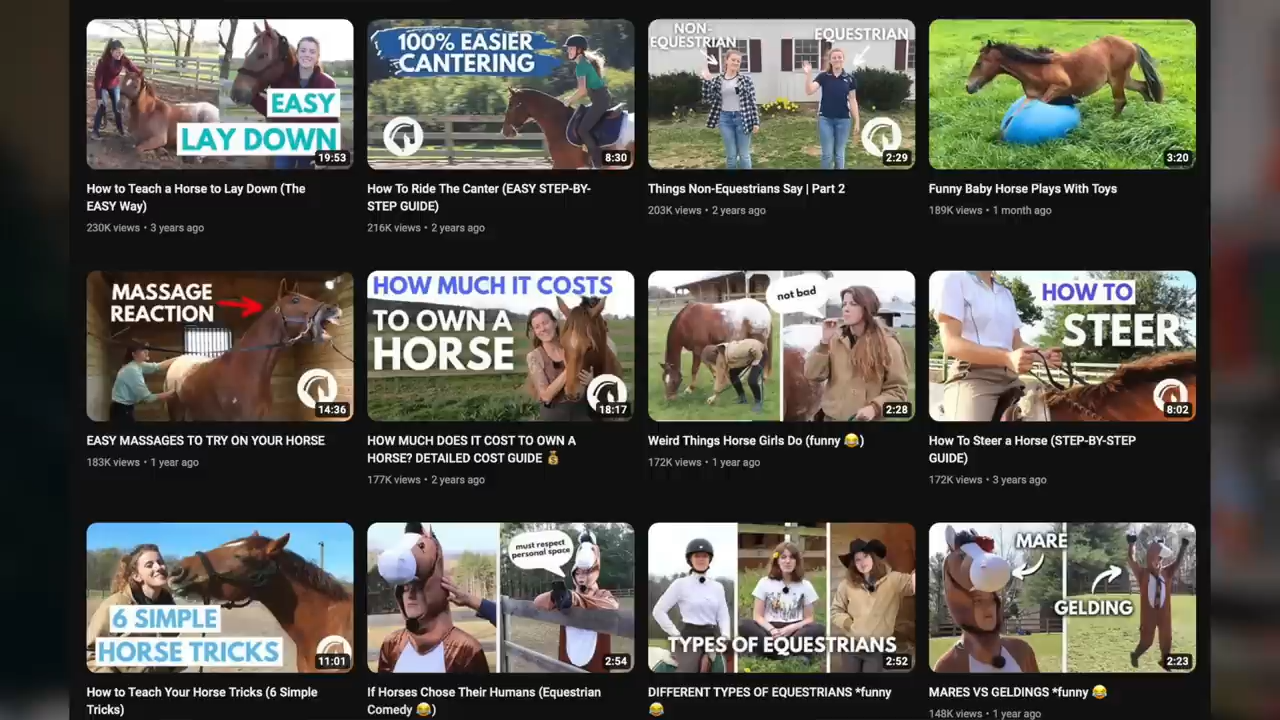 EASY
LAY DOWN
19:53
How to Teach a Horse to Lay Down (The
EASY Way)
230K views • 3 years ago
100% EASIER
CANTERING
8:30
How To Ride The Canter (EASY STEP-BY-
STEP GUIDE)
216K views • 2 years ago
NON-
EQUESTRIAN
EQUESTRIAN
2:29
Things Non-Equestrians Say | Part 2
203K views • 2 years ago
3:20
Funny Baby Horse Plays With Toys
189K views • 1 month ago
MASSAGE
REACTION
14:36
EASY MASSAGES TO TRY ON YOUR HORSE
183K views • 1 year ago
HOW MUCH IT COSTS
TO OWN A
HORSE
18:17
HOW MUCH DOES IT COST TO OWN A
HORSE? DETAILED COST GUIDE 💰
177K views • 2 years ago
not bad
2:28
Weird Things Horse Girls Do (funny 😂)
172K views • 1 year ago
HOW TO
STEER
8:02
How To Steer a Horse (STEP-BY-STEP
GUIDE)
172K views • 3 years ago
6 SIMPLE
HORSE TRICKS
11:01
How to Teach Your Horse Tricks (6 Simple
Tricks)
must respect
personal space
2:54
If Horses Chose Their Humans (Equestrian
Comedy 😂)
TYPES OF EQUESTRIANS
2:52
DIFFERENT TYPES OF EQUESTRIANS *funny
😂
MARE
GELDING
2:23
MARES VS GELDINGS *funny 😂
148K views • 1 year ago